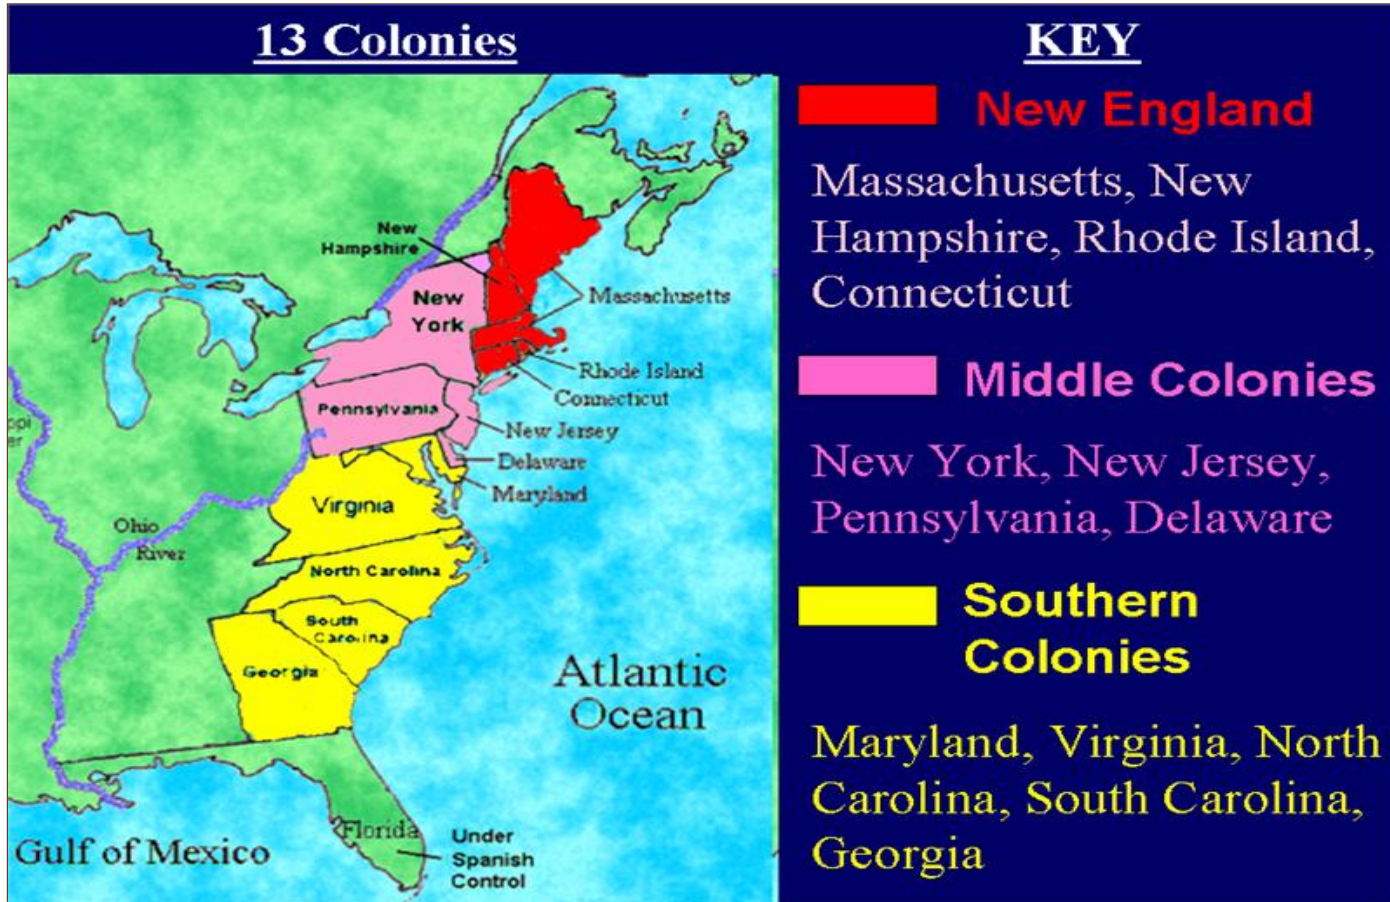 13 Colonies
New
Hampshire
New
York
Massachusetts
Rhode Island
Connecticut
Pennsylvania
New Jersey
Delaware
Maryland
Virginia
Ohio
River
North Carolina
South
Carolina
Georgia
Atlantic
Ocean
Florida
Under
Spanish
Control
Gulf of Mexico
KEY
New England
Massachusetts, New
Hampshire, Rhode Island,
Connecticut
Middle Colonies
New York, New Jersey,
Pennsylvania, Delaware
Southern
Colonies
Maryland, Virginia, North
Carolina, South Carolina,
Georgia